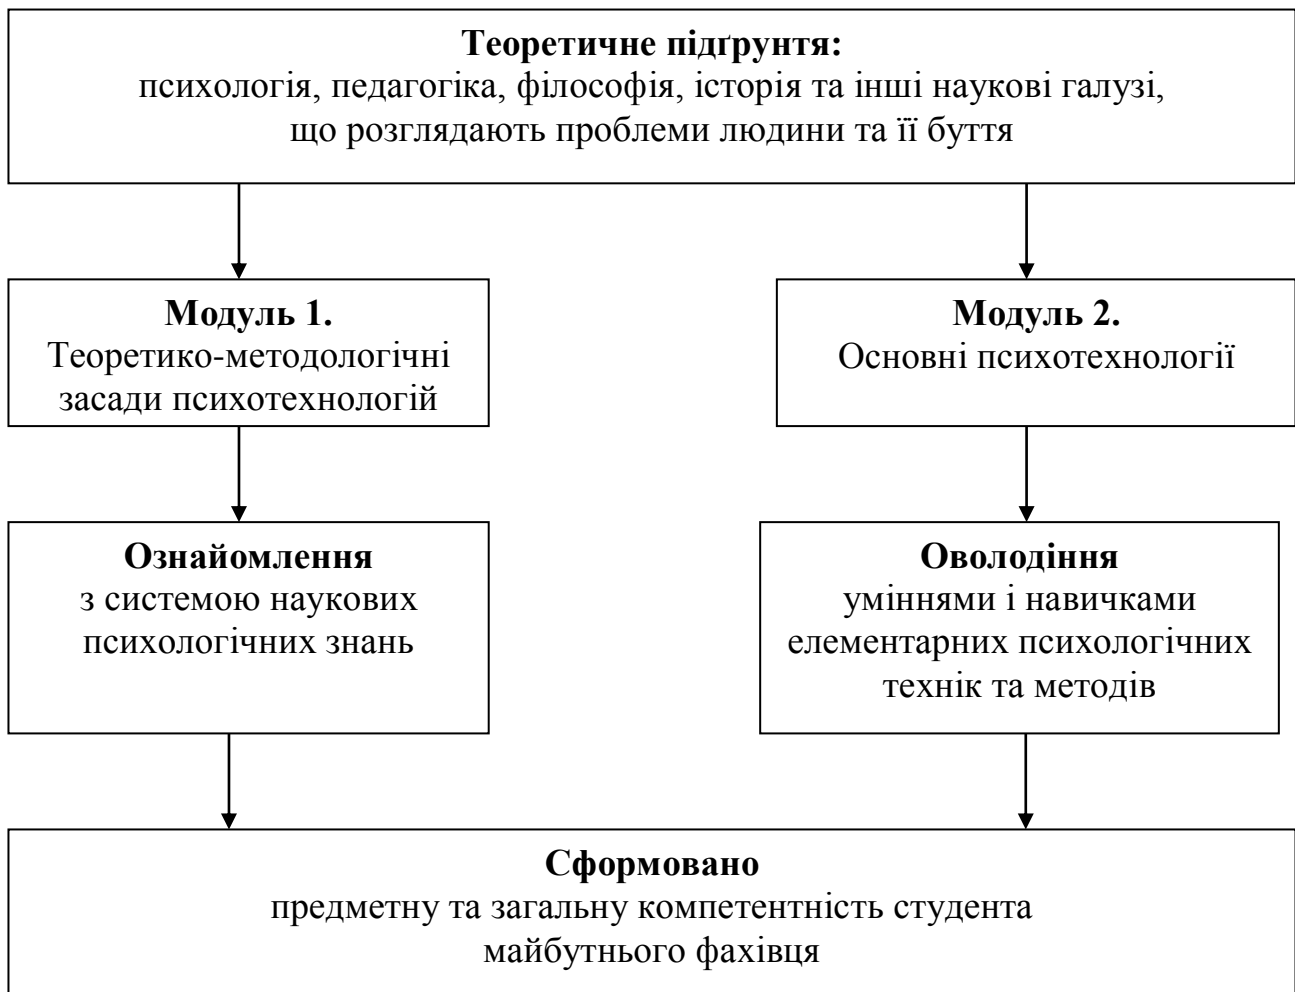 Теоретичне підґрунтя:
психологія, педагогіка, філософія, історія та інші наукові галузі,
що розглядають проблеми людини та її буття
Модуль 1.
Теоретико-методологічні
засади психотехнологій
Модуль 2.
Основні психотехнології
Ознайомлення
з системою наукових
психологічних знань
Оволодіння
уміннями і навичками
елементарних психологічних
технік та методів
Сформовано
предметну та загальну компетентність студента
майбутнього фахівця